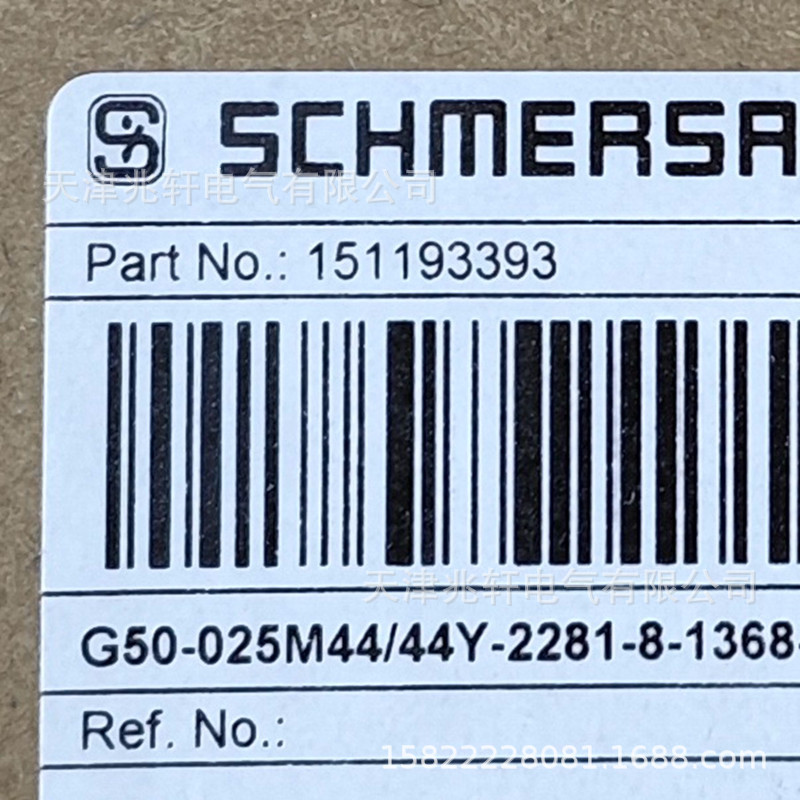 SCHMERSA
天津兆轩电气有限公司
Part No.: 151193393
天津兆轩电气有限公司
G50-025M44/44Y-2281-8-1368-
Ref. No.:
15822228081.1688.com